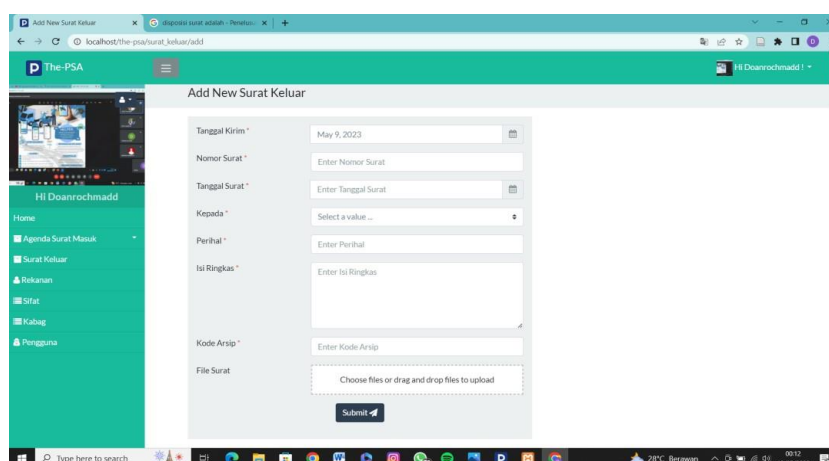 Add New Surat Keluar
disposisi surat adalah - Penelus
localhost/the-psa/surat_keluar/add
The-PSA
Hi Doanrochmadd !
Add New Surat Keluar
Tanggal Kirim *
May 9, 2023
Nomor Surat *
Enter Nomor Surat
Tanggal Surat *
Enter Tanggal Surat
Hi Doanrochmadd
Kepada *
Select a value ...
Home
Perihal *
Enter Perihal
Agenda Surat Masuk
Surat Keluar
Isi Ringkas *
Enter Isi Ringkas
Rekanan
Sifat
Kabag
Pengguna
Kode Arsip *
Enter Kode Arsip
File Surat
Choose files or drag and drop files to upload
Submit
Type here to search
28°C Berawan
00:12